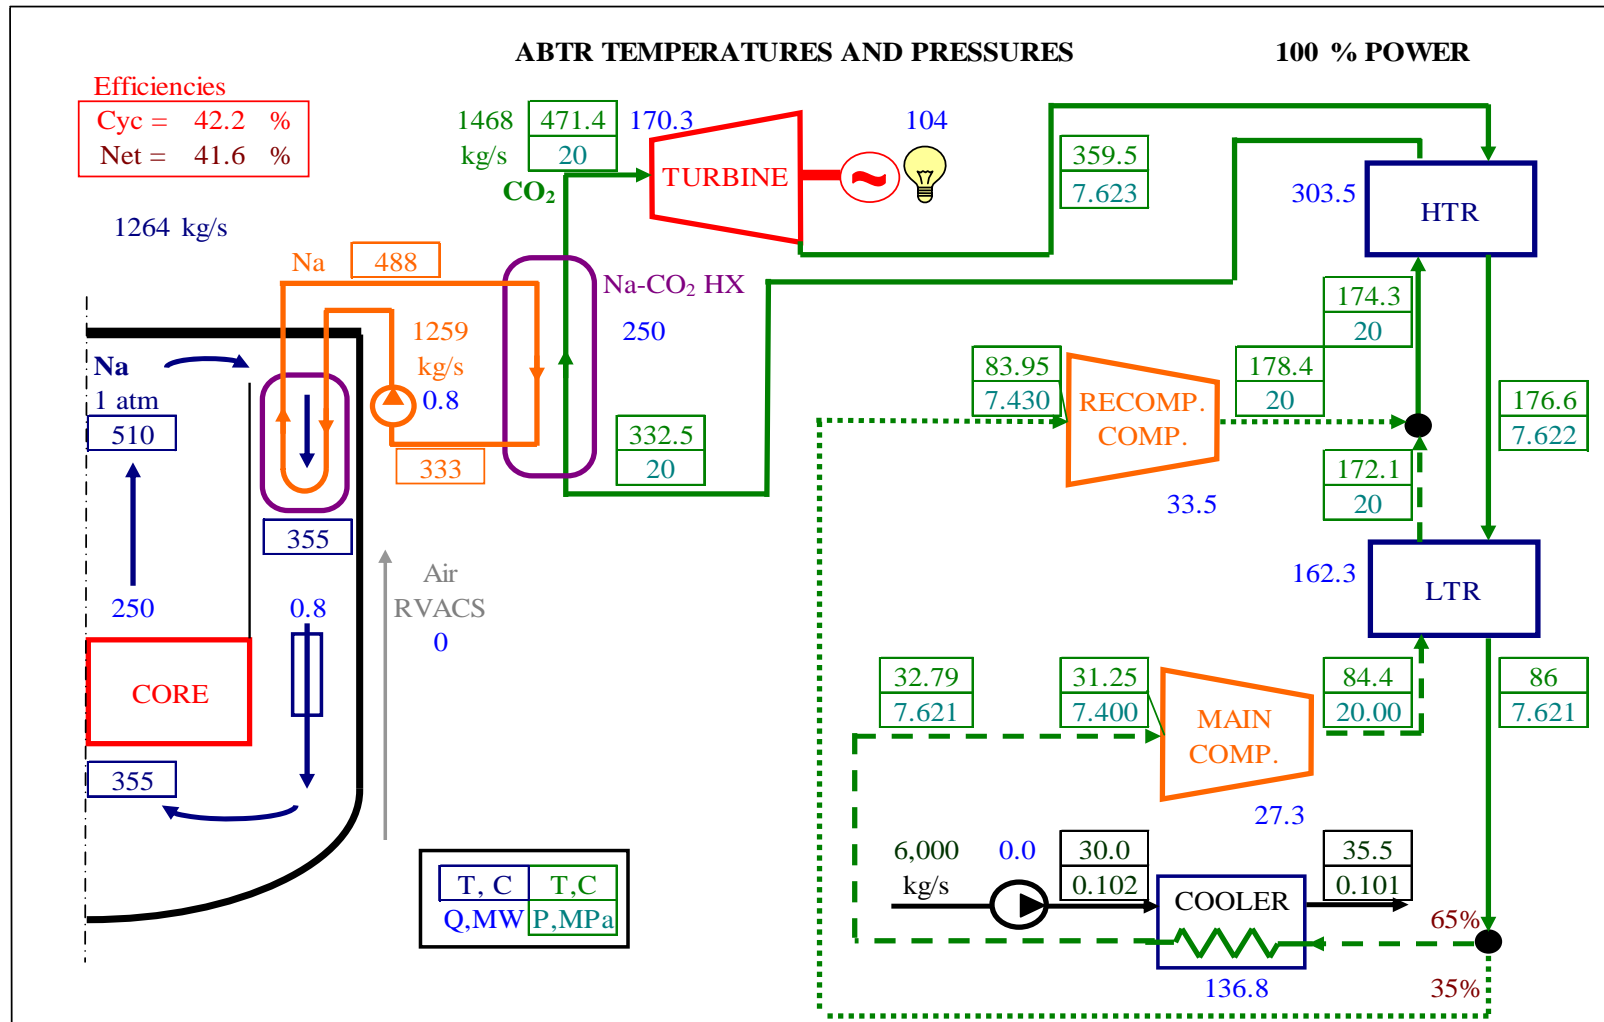 ABTR TEMPERATURES AND PRESSURES
100 % POWER
Efficiencies
Cyc = 42.2 %
Net = 41.6 %
1264 kg/s
1468
kg/s
471.4
20
CO₂
170.3
TURBINE
~
104
359.5
7.623
303.5
HTR
Na
488
Na-CO₂ HX
250
1259
kg/s
0.8
333
332.5
20
Na
1 atm
510
355
250
0.8
Air
RVACS
0
CORE
355
83.95
7.430
RECOMP.
COMP.
33.5
178.4
20
174.3
20
172.1
20
176.6
7.622
162.3
LTR
32.79
7.621
31.25
7.400
MAIN
COMP.
27.3
84.4
20.00
86
7.621
6,000
kg/s
0.0
30.0
0.102
COOLER
136.8
35.5
0.101
65%
35%
T, C
T,C
Q,MW
P,MPa